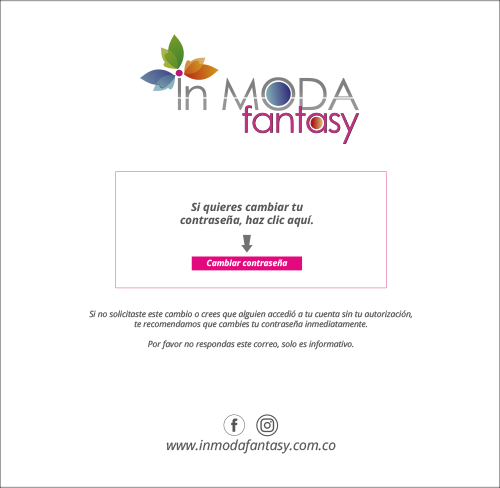 in MODA
fantasy
Si quieres cambiar tu
contraseña, haz clic aquí.
Cambiar contraseña
Si no solicitaste este cambio o crees que alguien accedió a tu cuenta sin tu autorización,
te recomendamos que cambies tu contraseña inmediatamente.
Por favor no respondas este correo, solo es informativo.
www.inmodafantasy.com.co